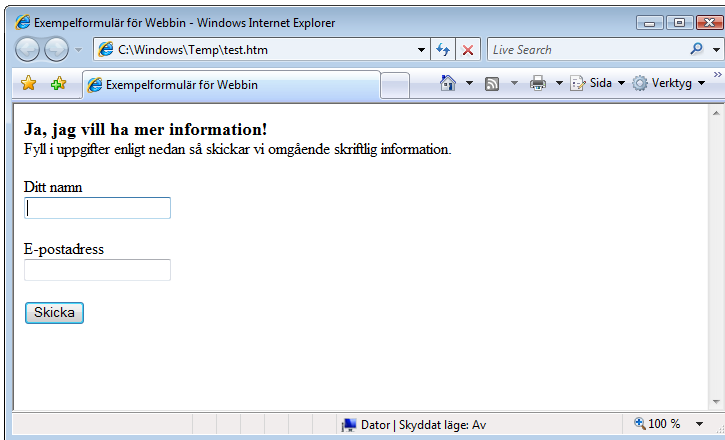 Exempelformulär för Webbin - Windows Internet Explorer
C:\Windows\Temp\test.htm
Live Search
Exempelformulär för Webbin
Sida
Verktyg
»
Ja, jag vill ha mer information!
Fyll i uppgifter enligt nedan så skickar vi omgående skriftlig information.
Ditt namn
E-postadress
Skicka
Dator | Skyddat läge: Av
100 %